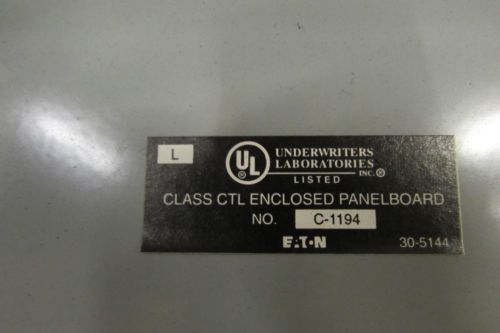 L
UL ®
UNDERWRITERS
LABORATORIES
INC.®
LISTED
CLASS CTL ENCLOSED PANELBOARD
NO. C-1194
EATON 30-5144